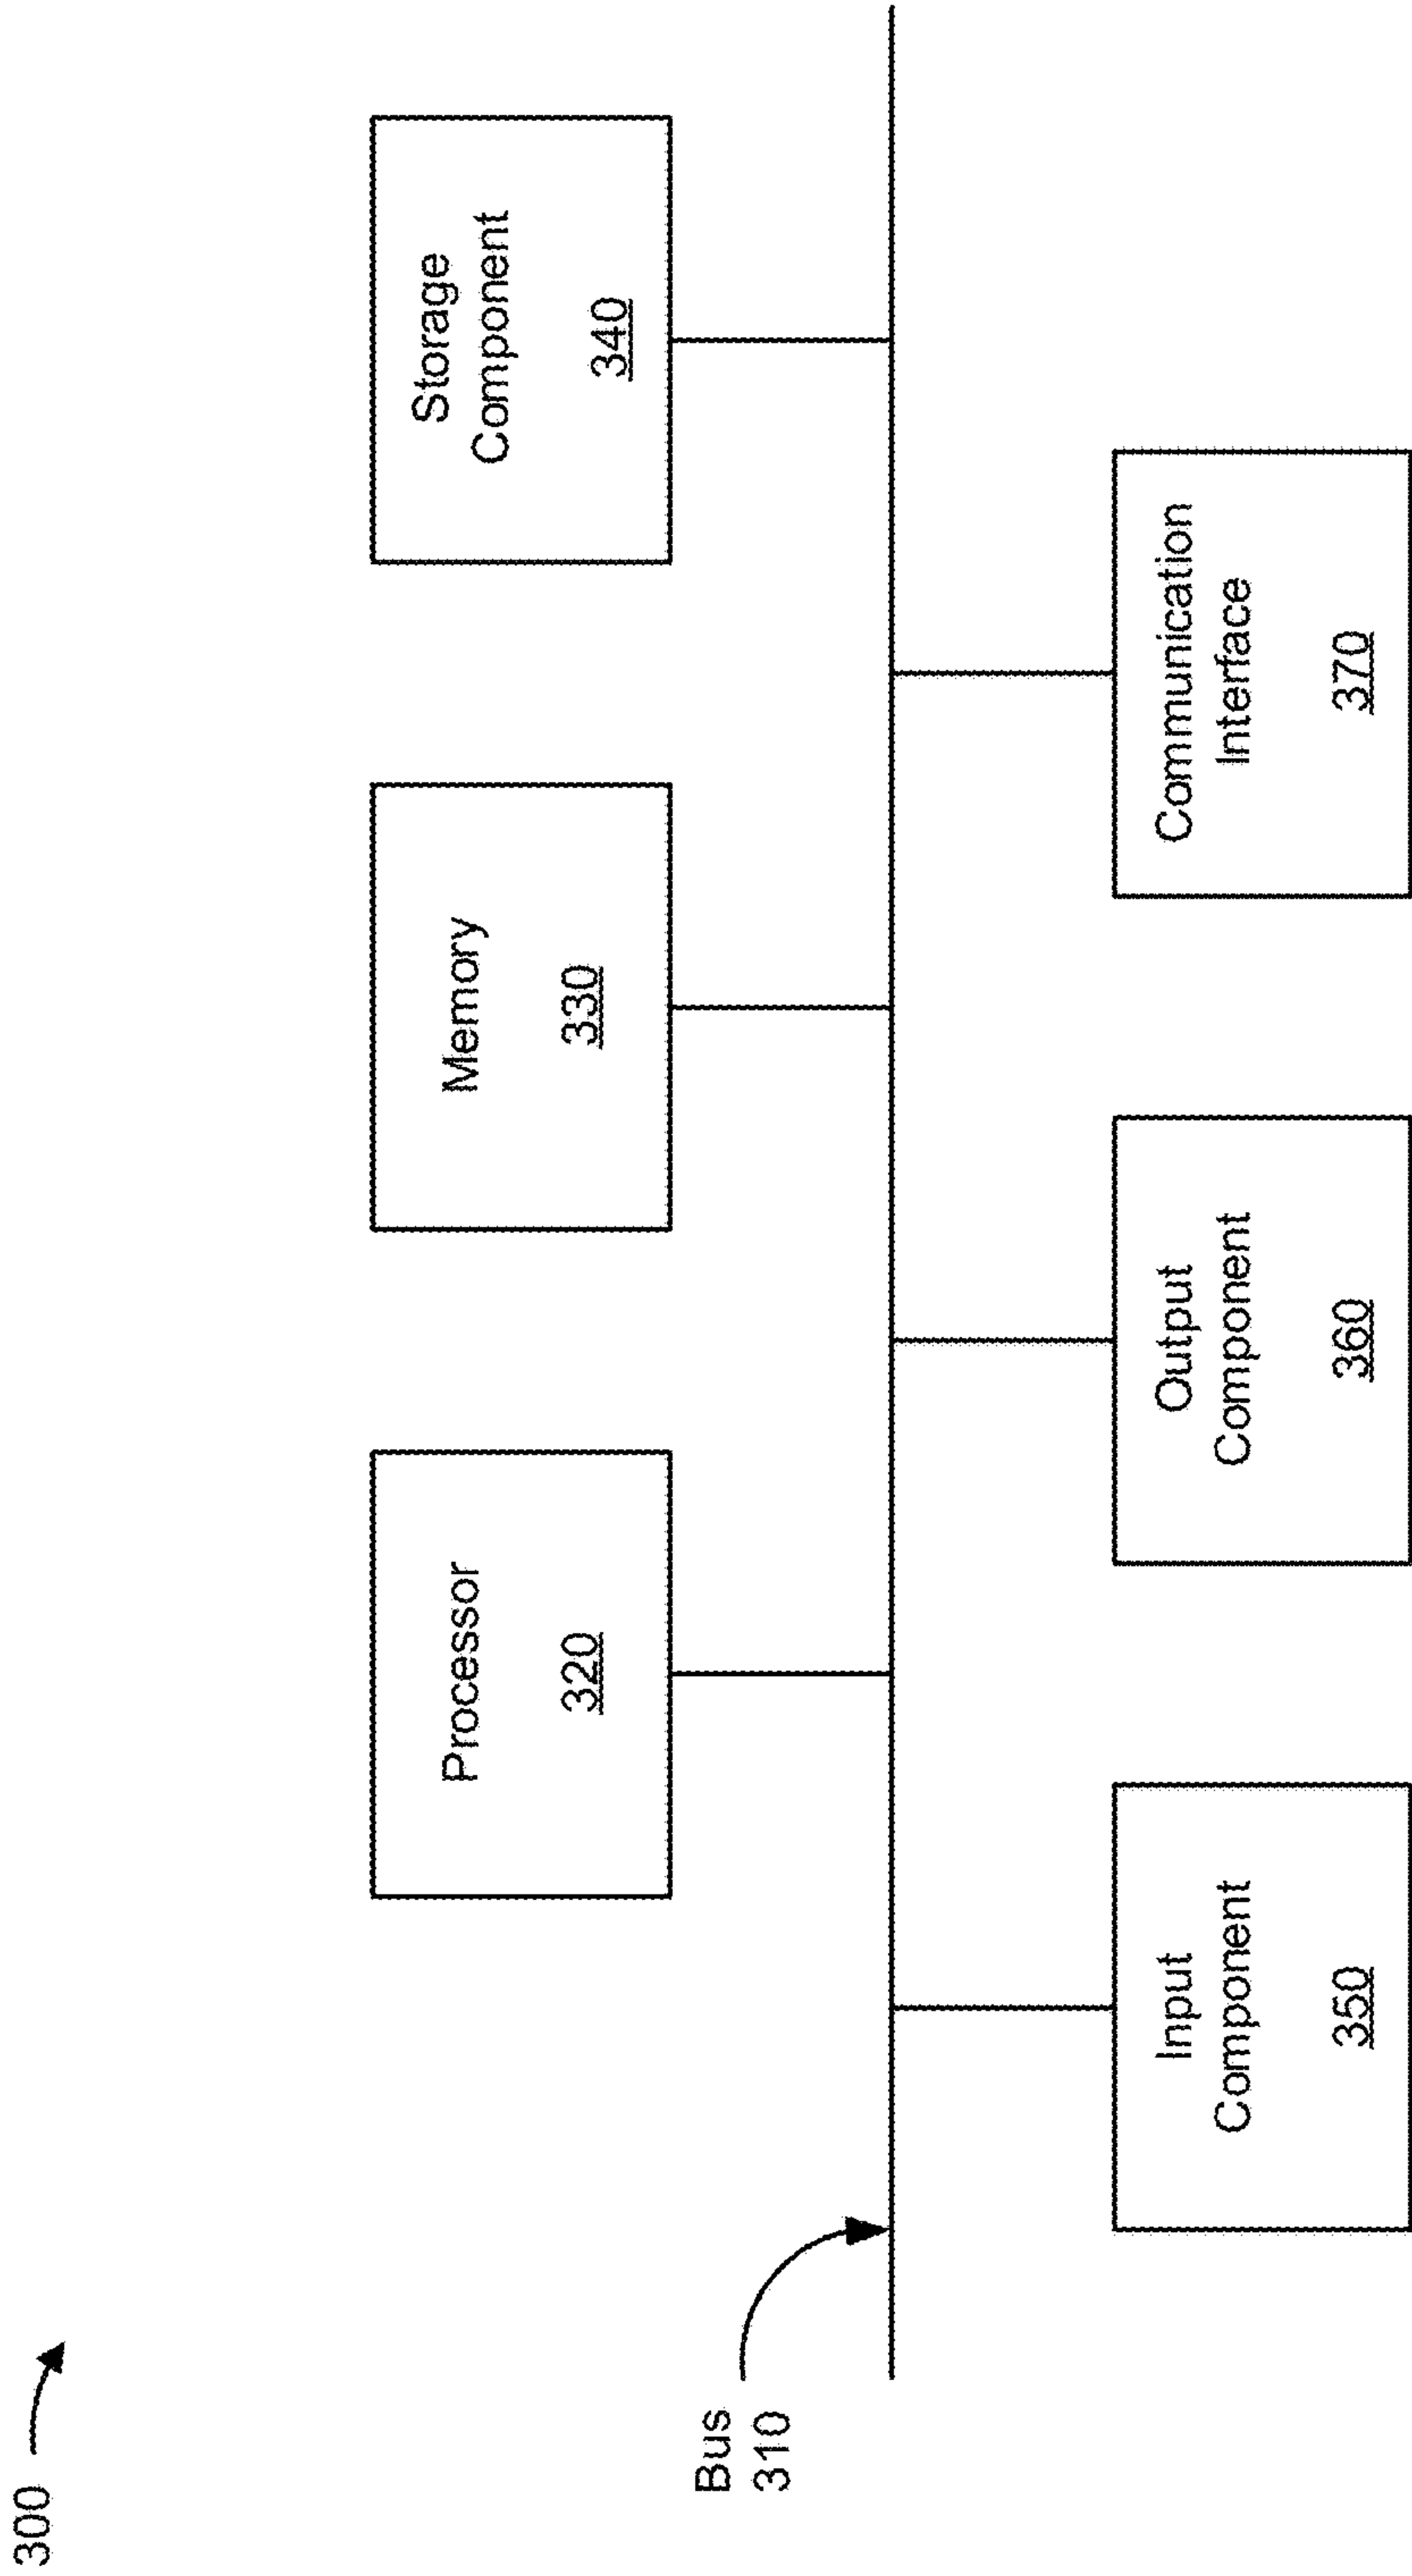 300
Processor
320
Memory
330
Storage
Component
340
Bus
310
Input
Component
350
Output
Component
360
Communication
Interface
370